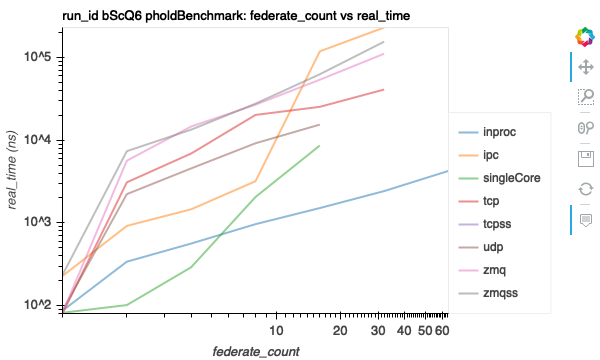 run_id bScQ6 pholdBenchmark: federate_count vs real_time
real_time (ns)
10^5
10^4
10^3
10^2
10
20
30
40
50
60
federate_count
inproc
ipc
singleCore
tcp
tcpss
udp
zmq
zmqss